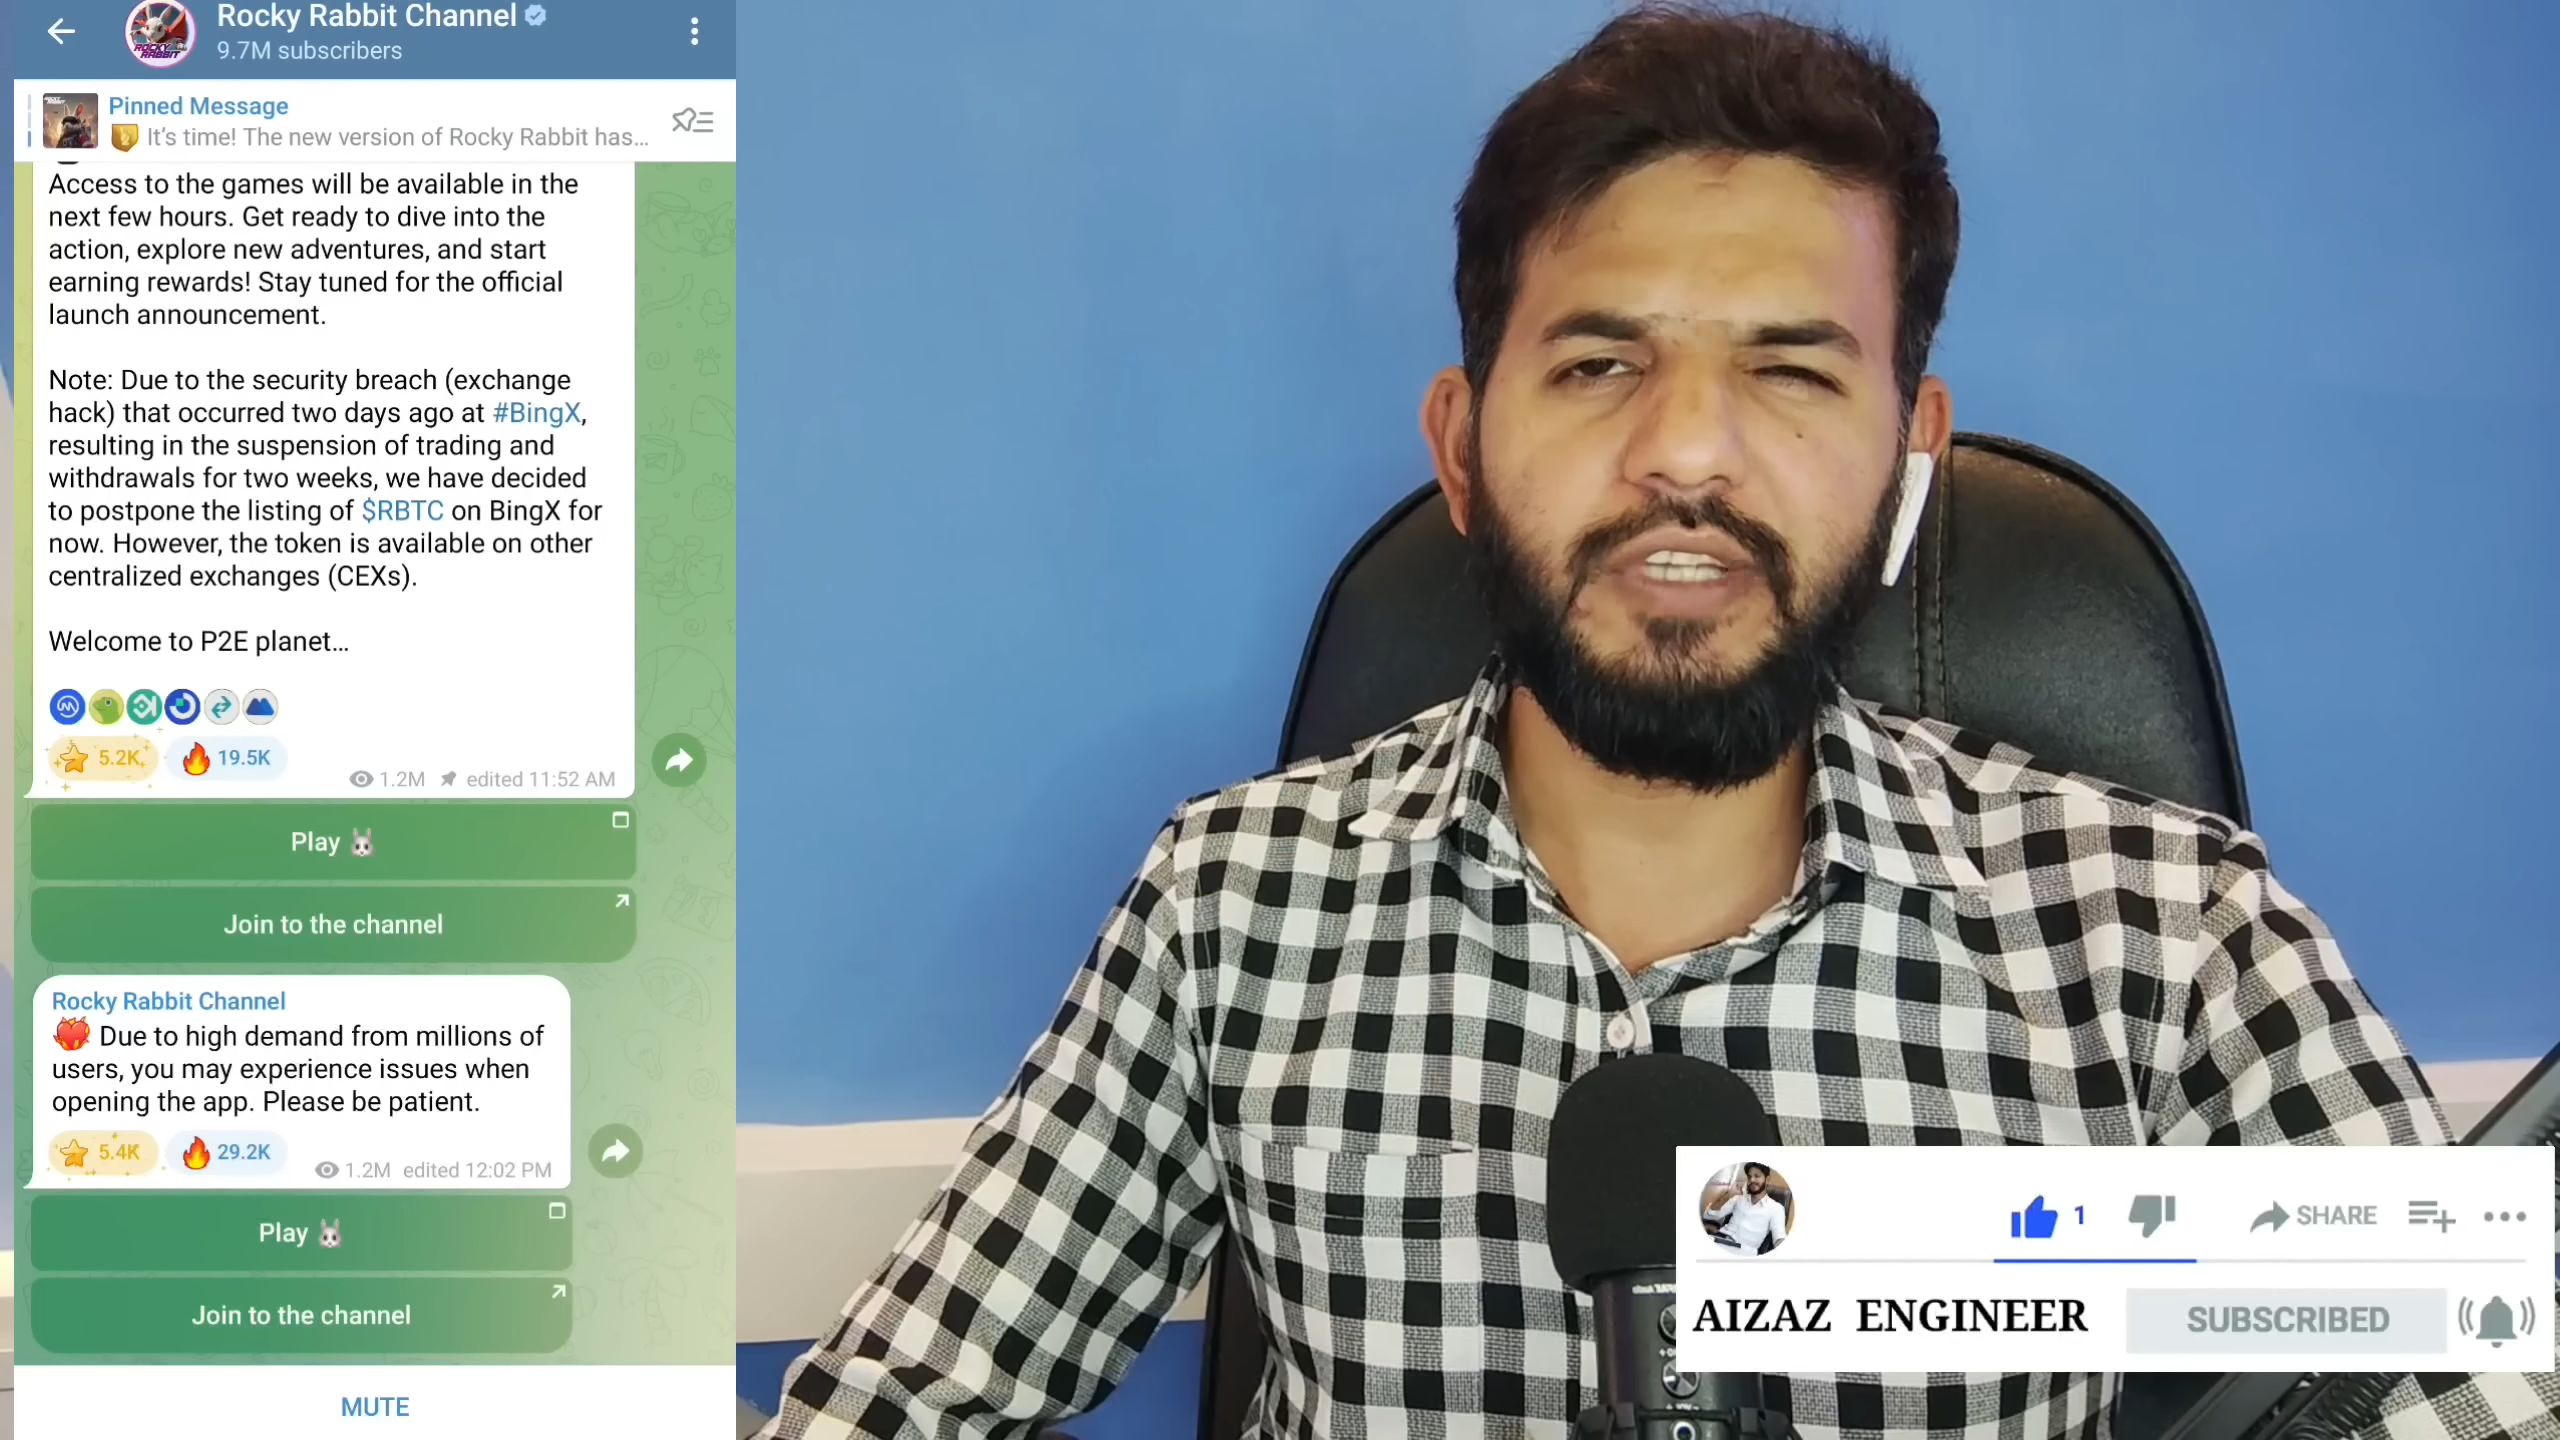 Rocky Rabbit Channel
9.7M subscribers
Pinned Message
It's time! The new version of Rocky Rabbit has...
Access to the games will be available in the
next few hours. Get ready to dive into the
action, explore new adventures, and start
earning rewards! Stay tuned for the official
launch announcement.
Note: Due to the security breach (exchange
hack) that occurred two days ago at #BingX,
resulting in the suspension of trading and
withdrawals for two weeks, we have decided
to postpone the listing of $RBTC on BingX for
now. However, the token is available on other
centralized exchanges (CEXs).
Welcome to P2E planet...
5.2K 19.5K
1.2M edited 11:52 AM
Play
Join to the channel
Rocky Rabbit Channel
Due to high demand from millions of
users, you may experience issues when
opening the app. Please be patient.
5.4K 29.2K
1.2M edited 12:02 PM
Play
Join to the channel
MUTE
1 SHARE
AIZAZ ENGINEER SUBSCRIBED